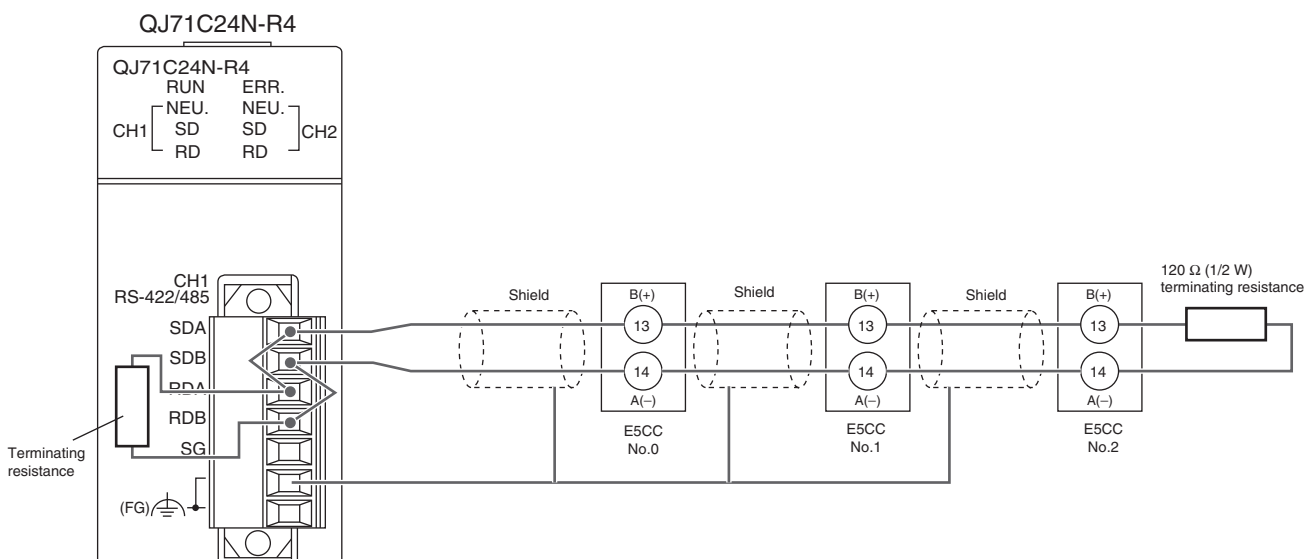 QJ71C24N-R4
QJ71C24N-R4
RUN ERR.
NEU. NEU.
CH1 SD SD CH2
RD RD
CH1
RS-422/485
SDA
SDB
RDA
RDB
SG
(FG)
Terminating
resistance
Shield
B(+)
13
14
A(−)
E5CC
No.0
Shield
B(+)
13
14
A(−)
E5CC
No.1
Shield
B(+)
13
14
A(−)
E5CC
No.2
120 Ω (1/2 W)
terminating resistance